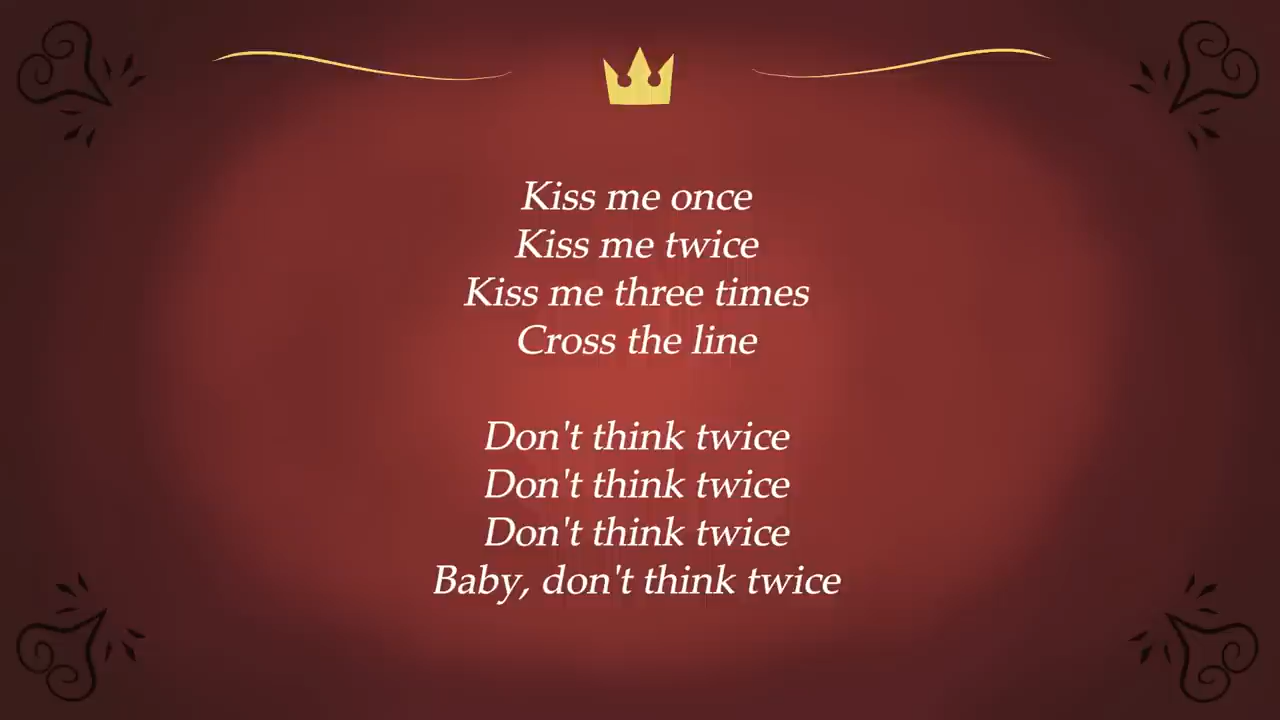 Kiss me once
Kiss me twice
Kiss me three times
Cross the line
Don't think twice
Don't think twice
Don't think twice
Baby, don't think twice